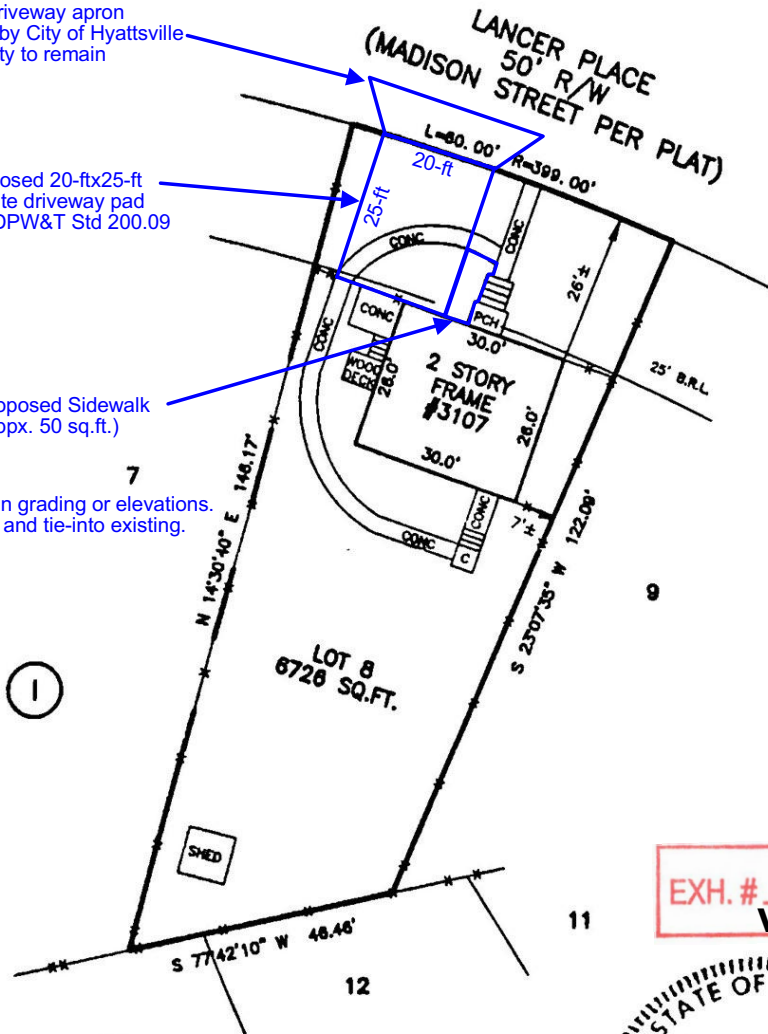 riveway apron
by City of Hyattsville
ty to remain
LANCER PLACE
50' R/W
(MADISON STREET PER PLAT)
L=60.00' R=399.00'
20-ft
25-ft
osed 20-ftx25-ft
te driveway pad
DPW&T Std 200.09
CONC
CONC
26'±
CONC
PCH
30.0'
CONC
WOOD
DECK
26.0'
2 STORY
FRAME
#3107
26.0'
25' B.R.L.
oposed Sidewalk
ppx. 50 sq.ft.)
30.0'
7
n grading or elevations.
and tie-into existing.
N 14°30'40" E 146.17'
CONC
CONC
C
7'±
S 23°07'35" W 122.09'
9
LOT 8
6726 SQ.FT.
I
SHED
EXH. #
S 77°42'10" W 46.46'
11
12
STATE OF